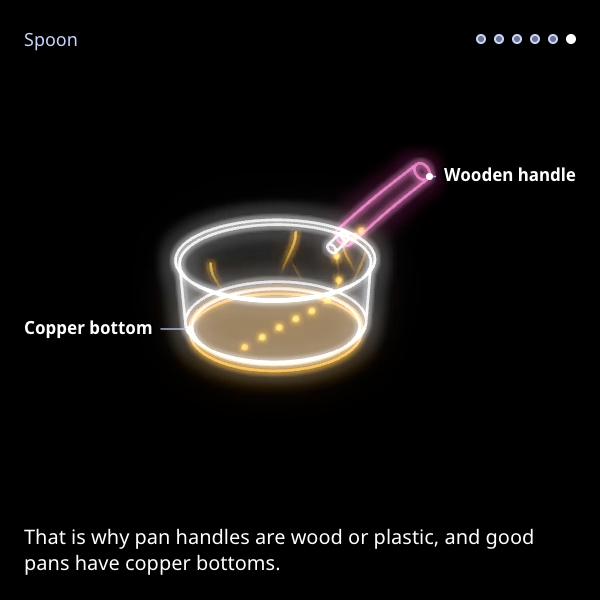 Spoon
Wooden handle
Copper bottom
That is why pan handles are wood or plastic, and good
pans have copper bottoms.